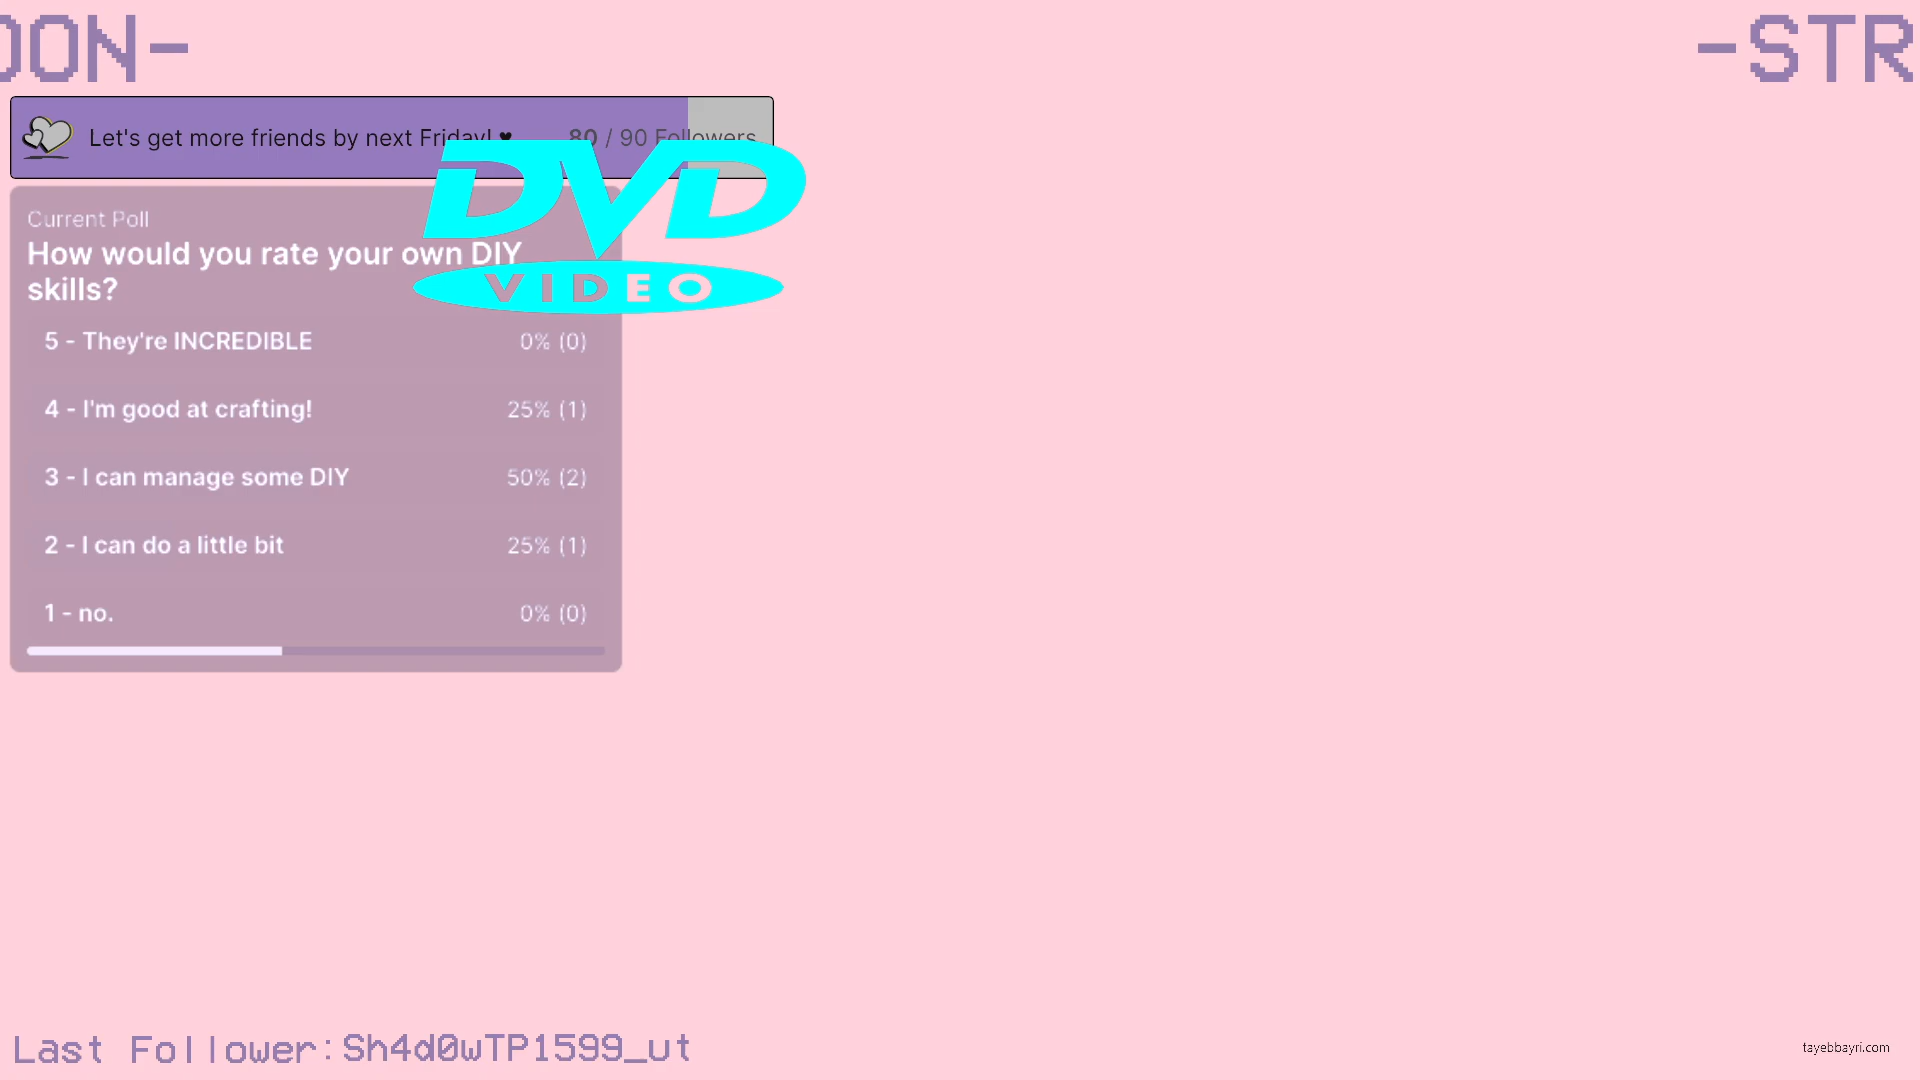 OON-
-STR
Let's get more friends by next Friday! ♥ 80 / 90 Followers
DVD
VIDEO
Current Poll
How would you rate your own DIY
skills?
5 - They're INCREDIBLE 0% (0)
4 - I'm good at crafting! 25% (1)
3 - I can manage some DIY 50% (2)
2 - I can do a little bit 25% (1)
1 - no. 0% (0)
Last Follower: Sh4d0wTP1599_ut
tayebbayri.com